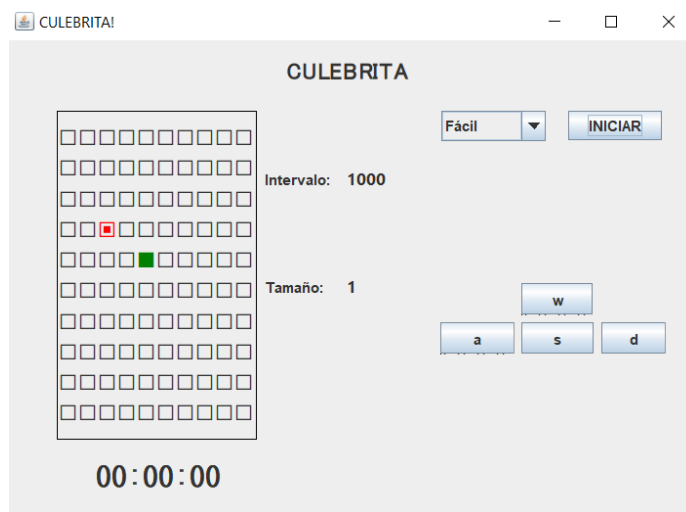 CULEBRITA!
CULEBRITA
Fácil
INICIAR
Intervalo: 1000
Tamaño: 1
w
a s d
00:00:00